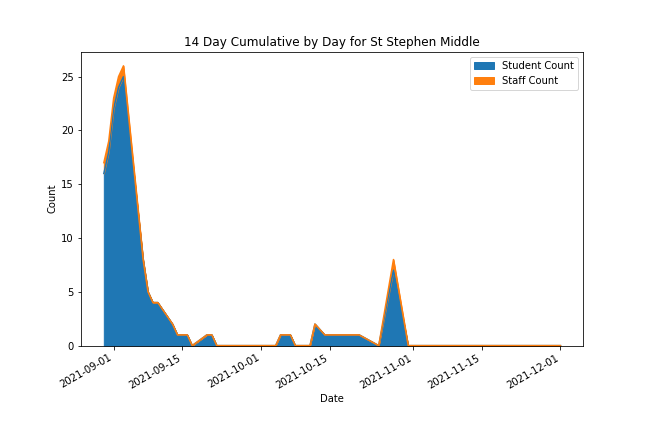 14 Day Cumulative by Day for St Stephen Middle
Student Count
Staff Count
25
20
15
10
5
0
Count
2021-09-01
2021-09-15
2021-10-01
2021-10-15
2021-11-01
2021-11-15
2021-12-01
Date